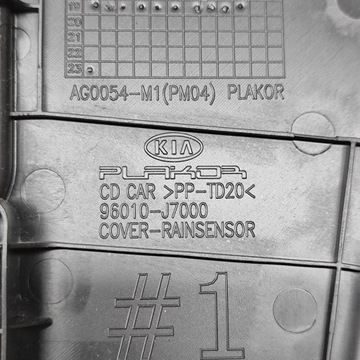 19
20
21
22
23
AG0054-M1(PM04) PLAKOR
KIA
PLAKOR
CD CAR >PP-TD20<
96010-J7000
COVER-RAINSENSOR
#1